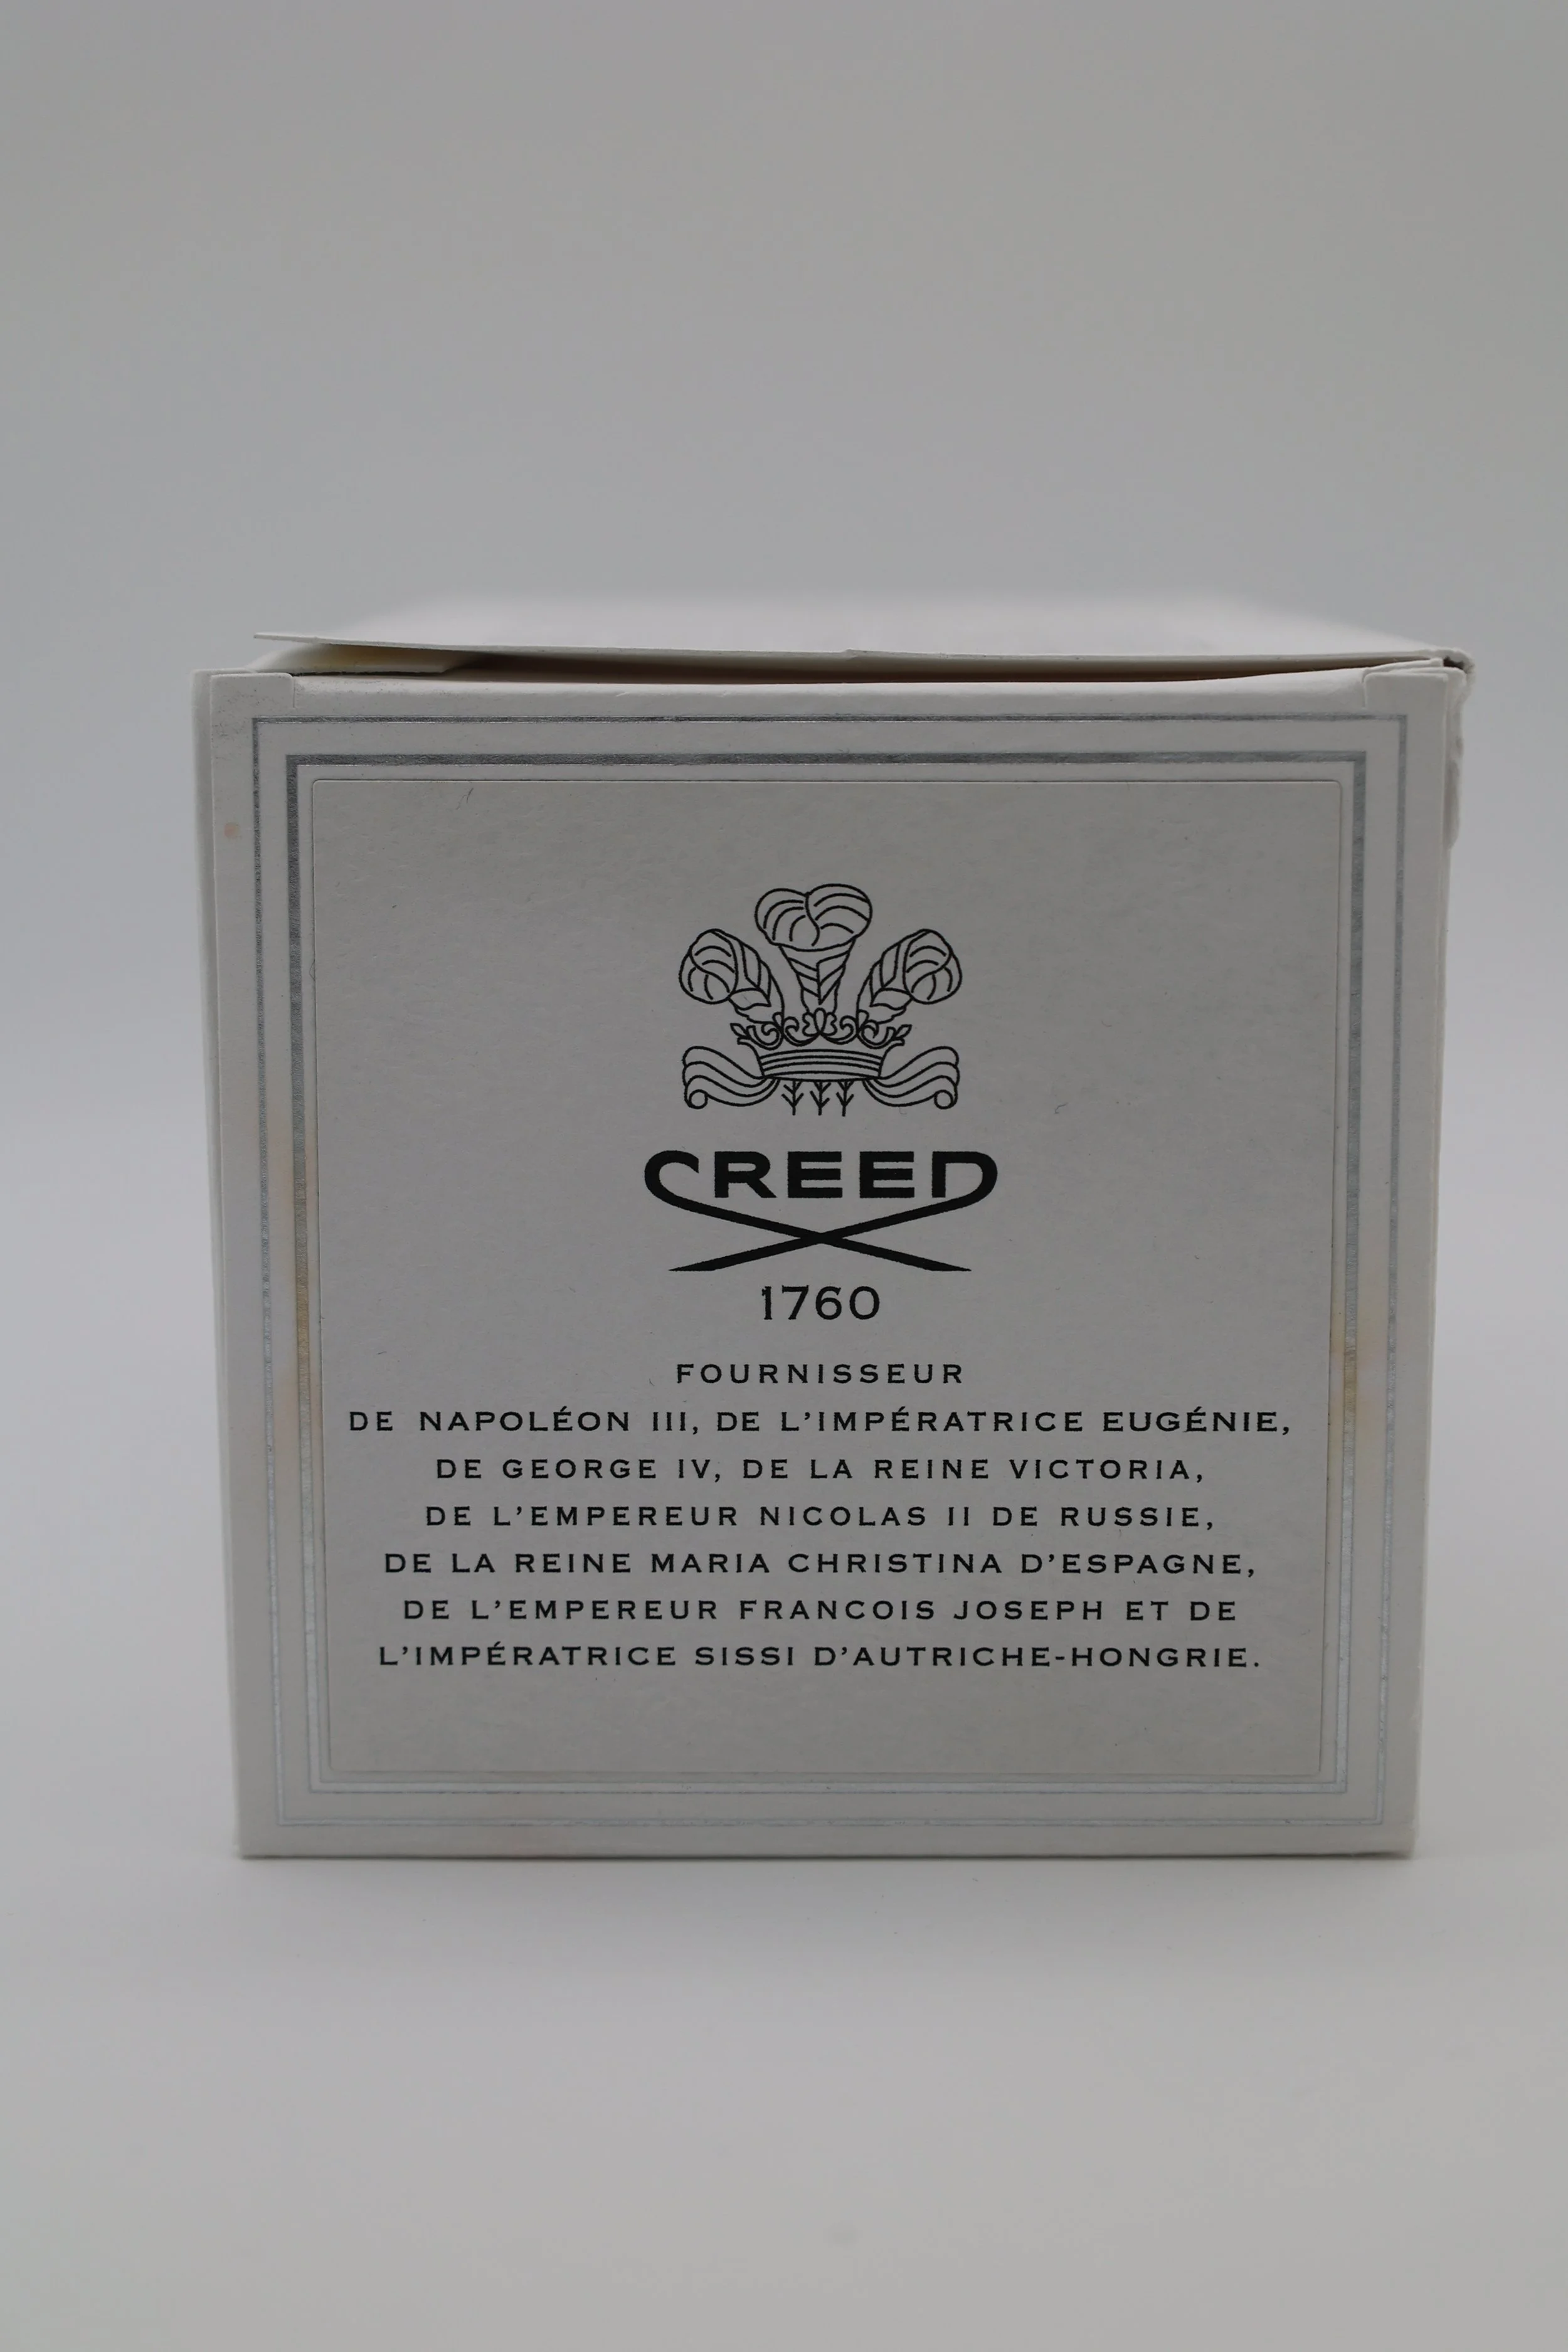 CREED
1760
FOURNISSEUR
DE NAPOLÉON III, DE L'IMPÉRATRICE EUGÉNIE,
DE GEORGE IV, DE LA REINE VICTORIA,
DE L'EMPEREUR NICOLAS II DE RUSSIE,
DE LA REINE MARIA CHRISTINA D'ESPAGNE,
DE L'EMPEREUR FRANCOIS JOSEPH ET DE
L'IMPÉRATRICE SISSI D'AUTRICHE-HONGRIE.